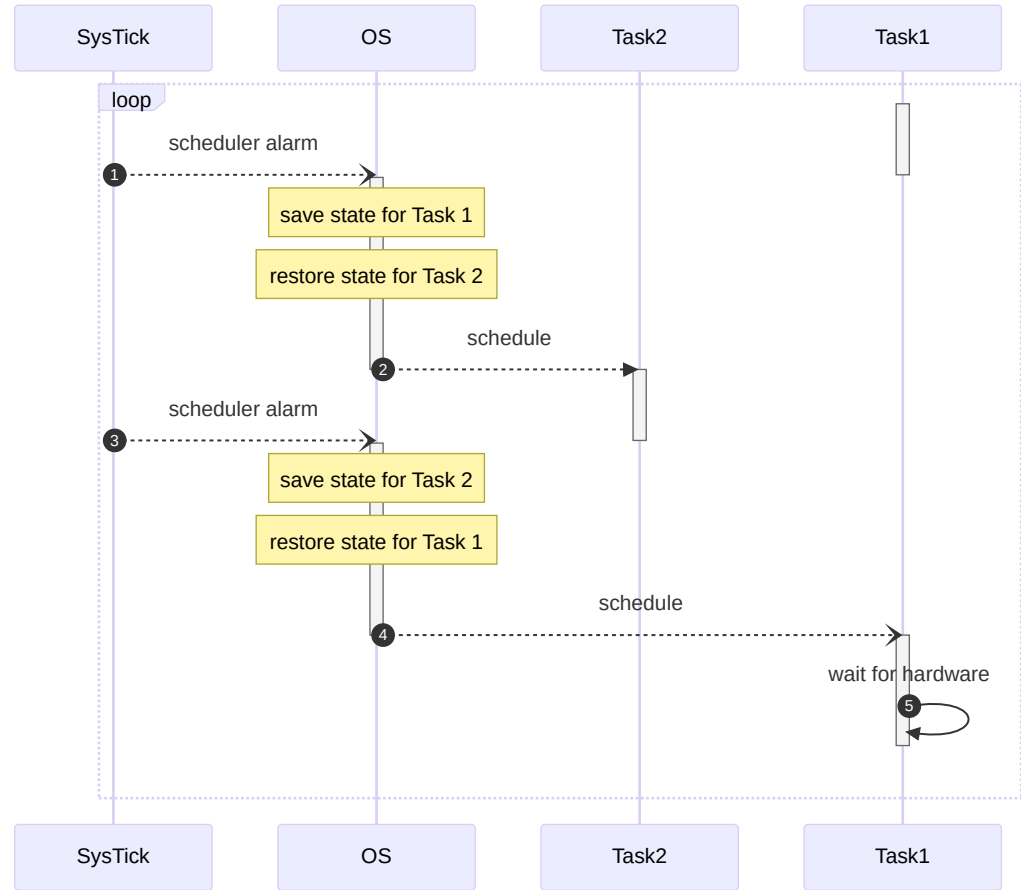 SysTick
OS
Task2
Task1
loop
scheduler alarm
1
save state for Task 1
restore state for Task 2
schedule
2
scheduler alarm
3
save state for Task 2
restore state for Task 1
schedule
4
wait for hardware
5
SysTick
OS
Task2
Task1